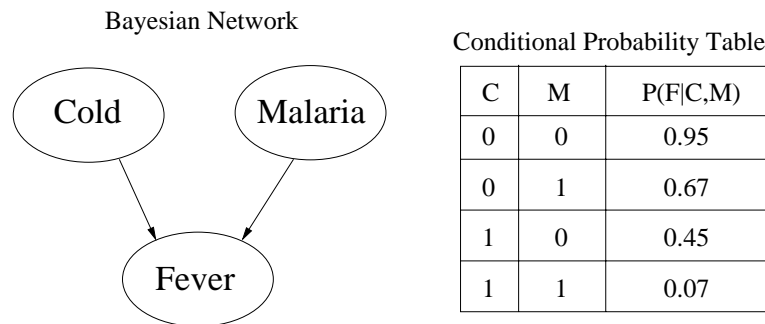 Bayesian Network
Cold
Malaria
Fever
Conditional Probability Table
C M P(F|C,M)
0 0 0.95
0 1 0.67
1 0 0.45
1 1 0.07